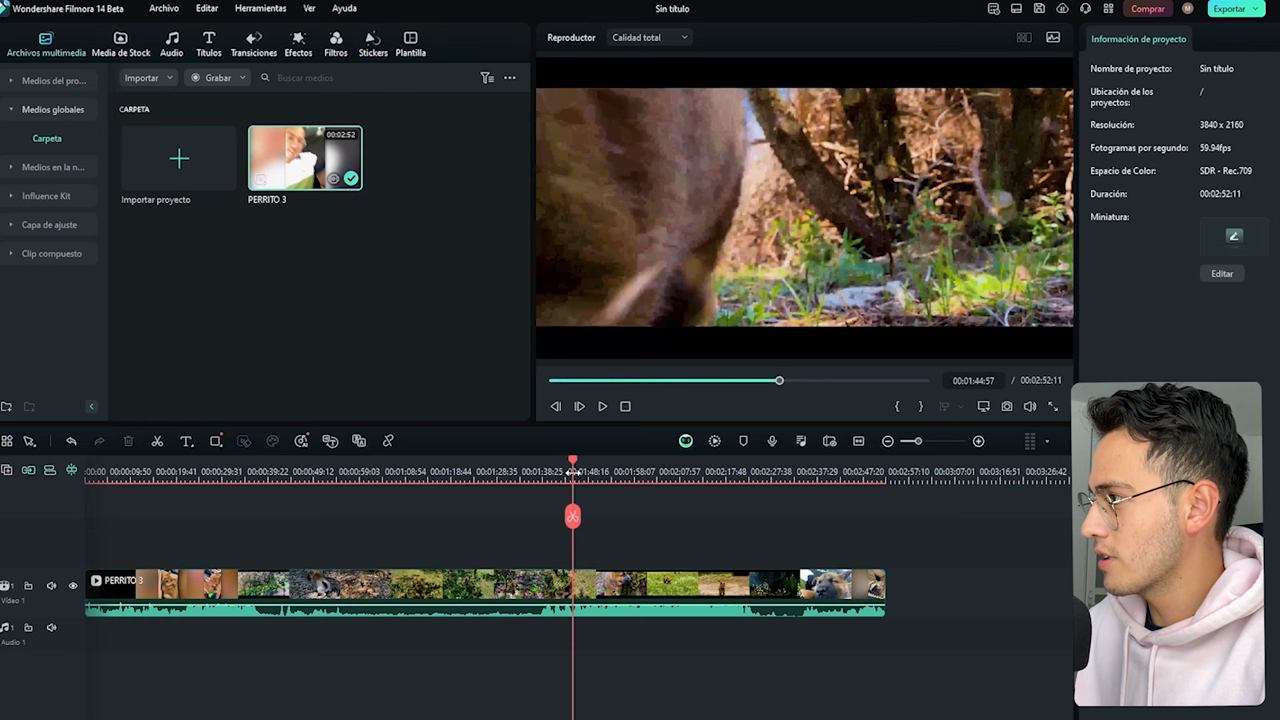 Wondershare Filmora 14 Beta Archivo Editar Herramientas Ver Ayuda Sin título Comprar M Exportar
Archivos multimedia Media de Stock Audio Títulos Transiciones Efectos Filtros Stickers Plantilla
Reproductor Calidad total
Información de proyecto
Medios del pro...
Medios globales
Carpeta
Medios en la n...
Influence Kit
Capa de ajuste
Clip compuesto
Importar Grabar Buscar medios
CARPETA
00:02:52
Importar proyecto PERRITO 3
Nombre de proyecto: Sin título
Ubicación de los proyectos: /
Resolución: 3840 x 2160
Fotogramas por segundo: 59.94fps
Espacio de Color: SDR - Rec.709
Duración: 00:02:52:11
Miniatura:
Editar
00:01:44:57 / 00:02:52:11
:00:00 00:00:09:50 00:00:19:41 00:00:29:31 00:00:39:22 00:00:49:12 00:00:59:03 00:01:08:54 00:01:18:44 00:01:28:35 00:01:38:25 00:01:48:16 00:01:58:07 00:02:07:57 00:02:17:48 00:02:27:38 00:02:37:29 00:02:47:20 00:02:57:10 00:03:07:01 00:03:16:51 00:03:26:42
PERRITO 3
1
Vídeo 1
1
Audio 1